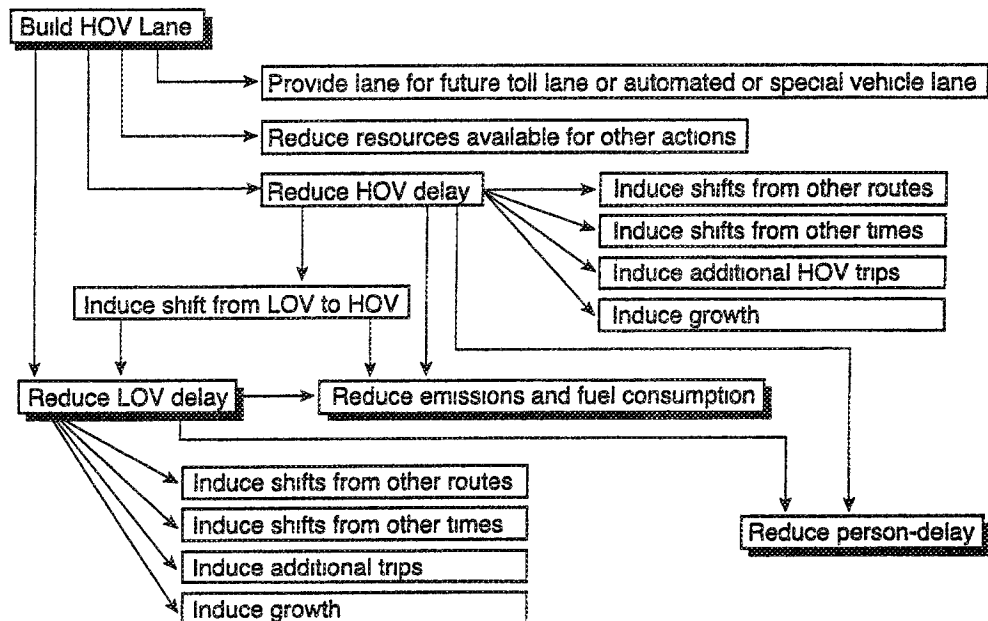 Build HOV Lane
Provide lane for future toll lane or automated or special vehicle lane
Reduce resources available for other actions
Reduce HOV delay
Induce shifts from other routes
Induce shifts from other times
Induce additional HOV trips
Induce growth
Induce shift from LOV to HOV
Reduce LOV delay
Reduce emissions and fuel consumption
Induce shifts from other routes
Induce shifts from other times
Induce additional trips
Induce growth
Reduce person-delay